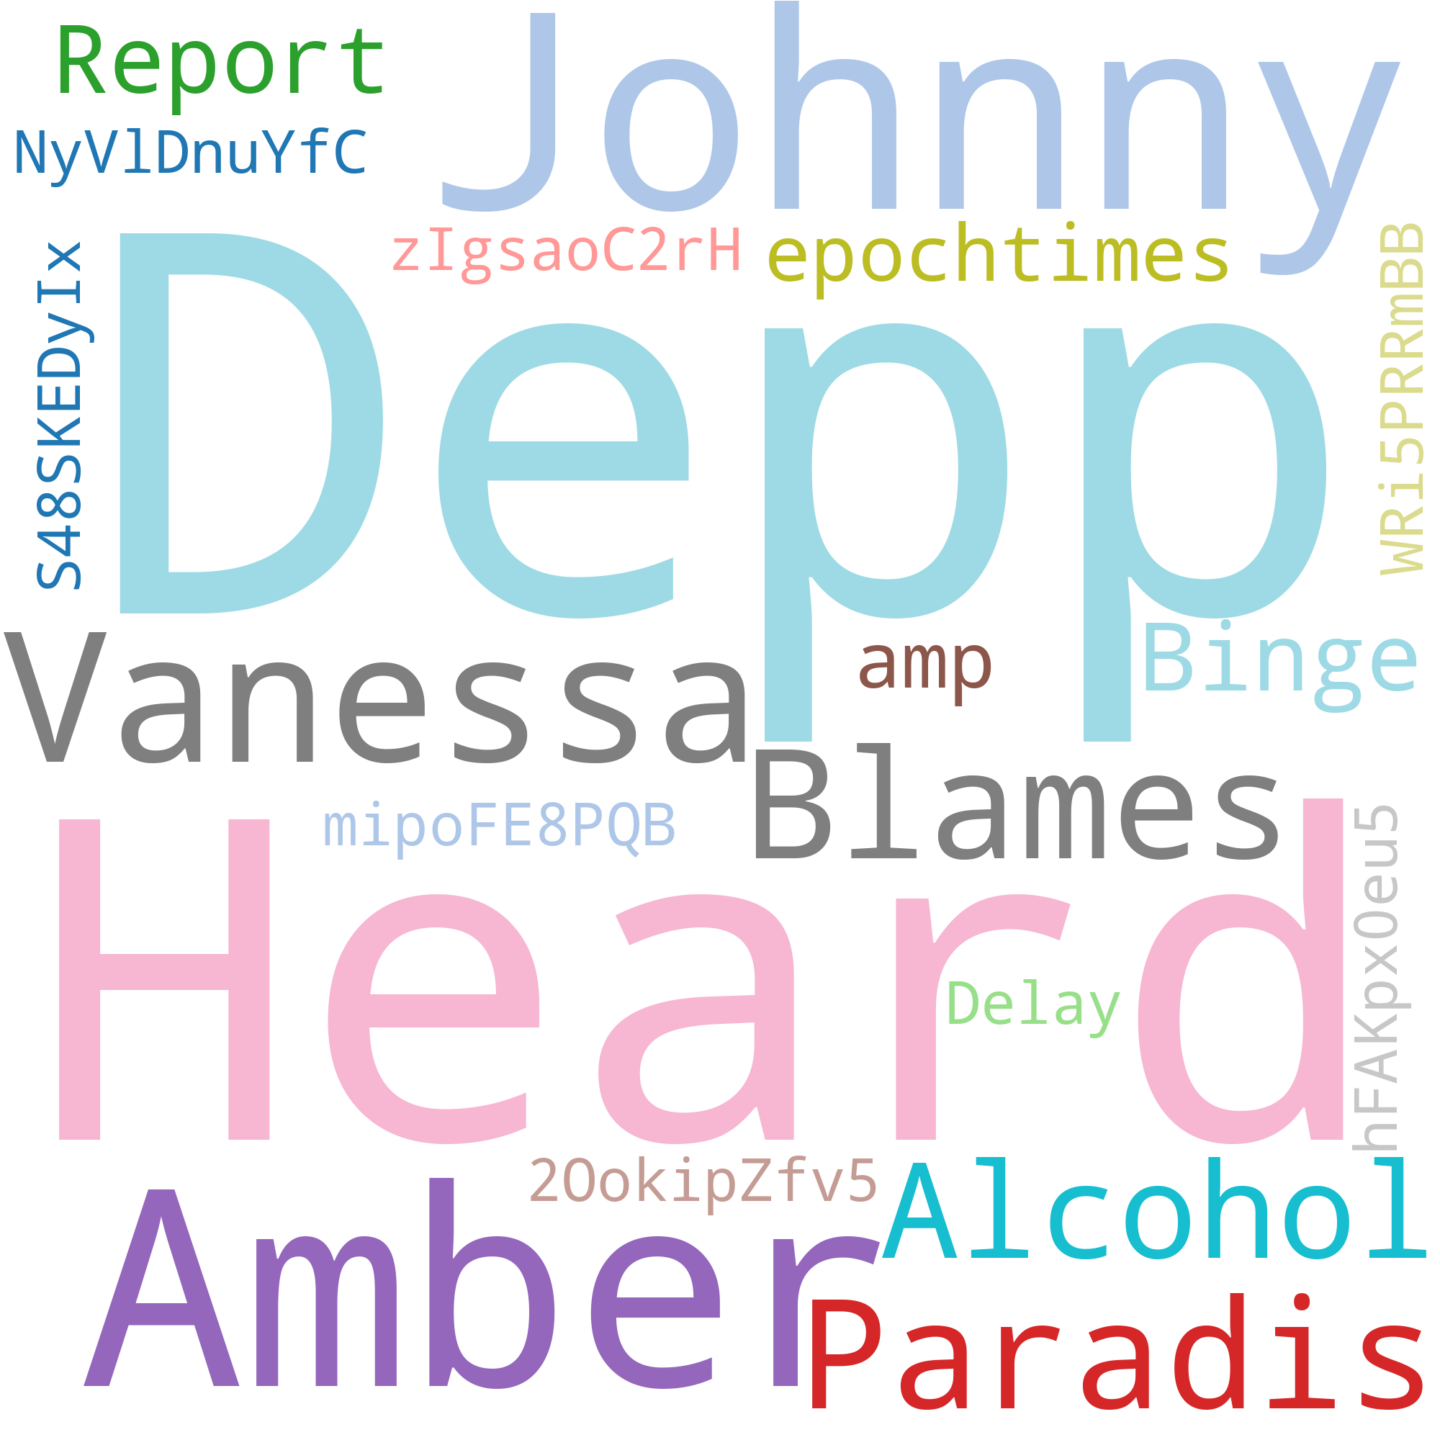 Report
Johnny
NyVlDnuYfC
zIgsaoC2rH
epochtimes
S48SKEDyIx
Depp
WRi5PRRmBB
Vanessa
amp
Binge
Blames
mipoFE8PQB
Heard
hFAKpx0eu5
Delay
2OokipZfv5
Amber
Alcohol
Paradis